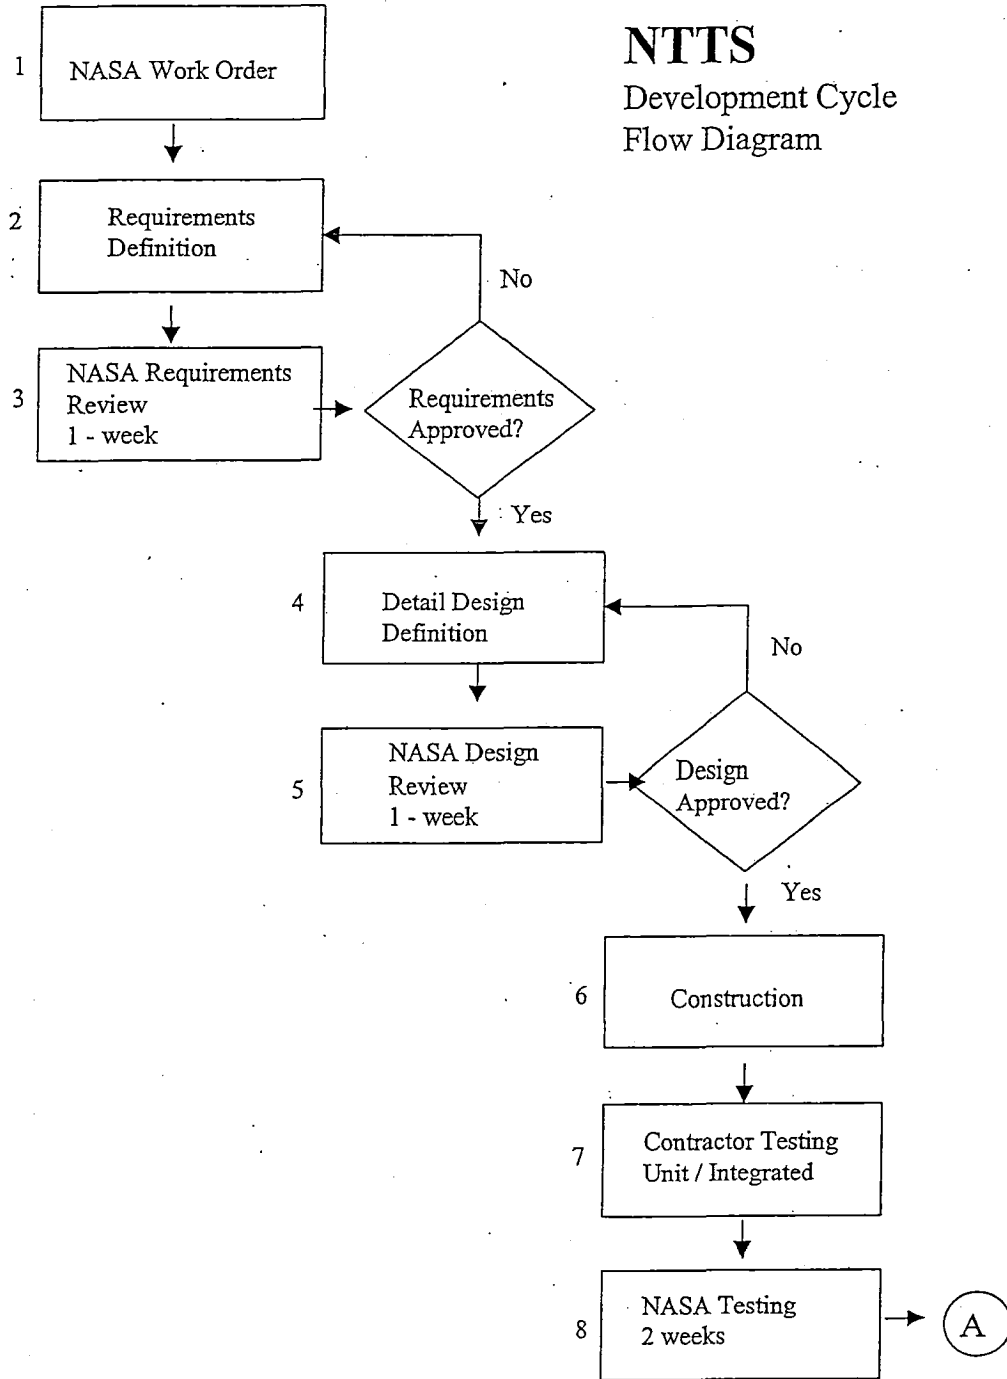 NTTS
Development Cycle
Flow Diagram
1
NASA Work Order
2
Requirements
Definition
No
3
NASA Requirements
Review
1 - week
Requirements
Approved?
Yes
4
Detail Design
Definition
No
5
NASA Design
Review
1 - week
Design
Approved?
Yes
6
Construction
7
Contractor Testing
Unit / Integrated
8
NASA Testing
2 weeks
A